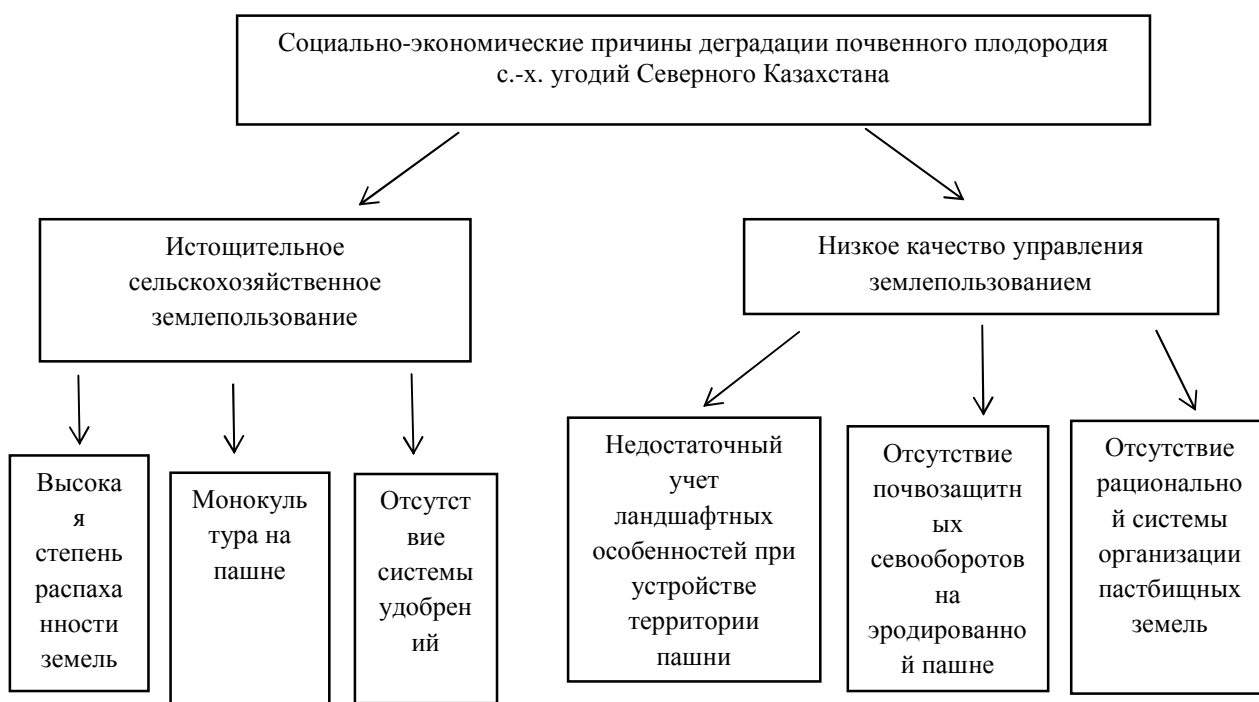 Социально-экономические причины деградации почвенного плодородия
с.-х. угодий Северного Казахстана
Истощительное
сельскохозяйственное
землепользование
Низкое качество управления
землепользованием
Высока
я
степень
распаха
нности
земель
Монокуль
тура на
пашне
Отсутст
вие
системы
удобрен
ий
Недостаточный
учет
ландшафтных
особенностей при
устройстве
территории
пашни
Отсутствие
почвозащитн
ых
севооборотов
на
эродированно
й пашне
Отсутствие
рационально
й системы
организации
пастбищных
земель